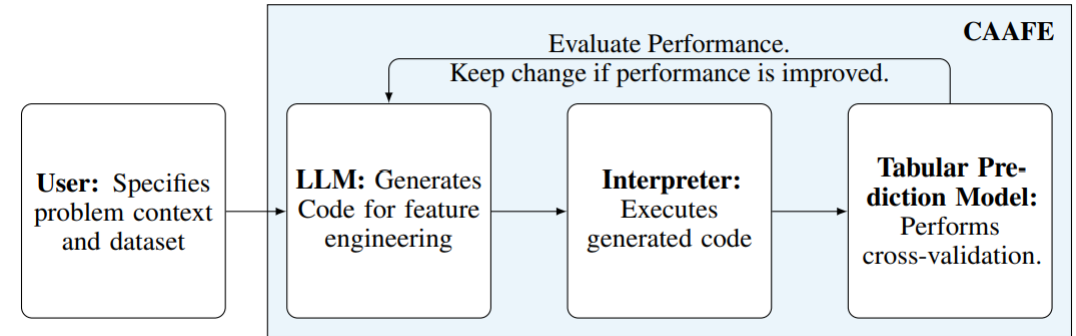 CAAFE
Evaluate Performance.
Keep change if performance is improved.
User: Specifies
problem context
and dataset
LLM: Generates
Code for feature
engineering
Interpreter:
Executes
generated code
Tabular Pre-
diction Model:
Performs
cross-validation.